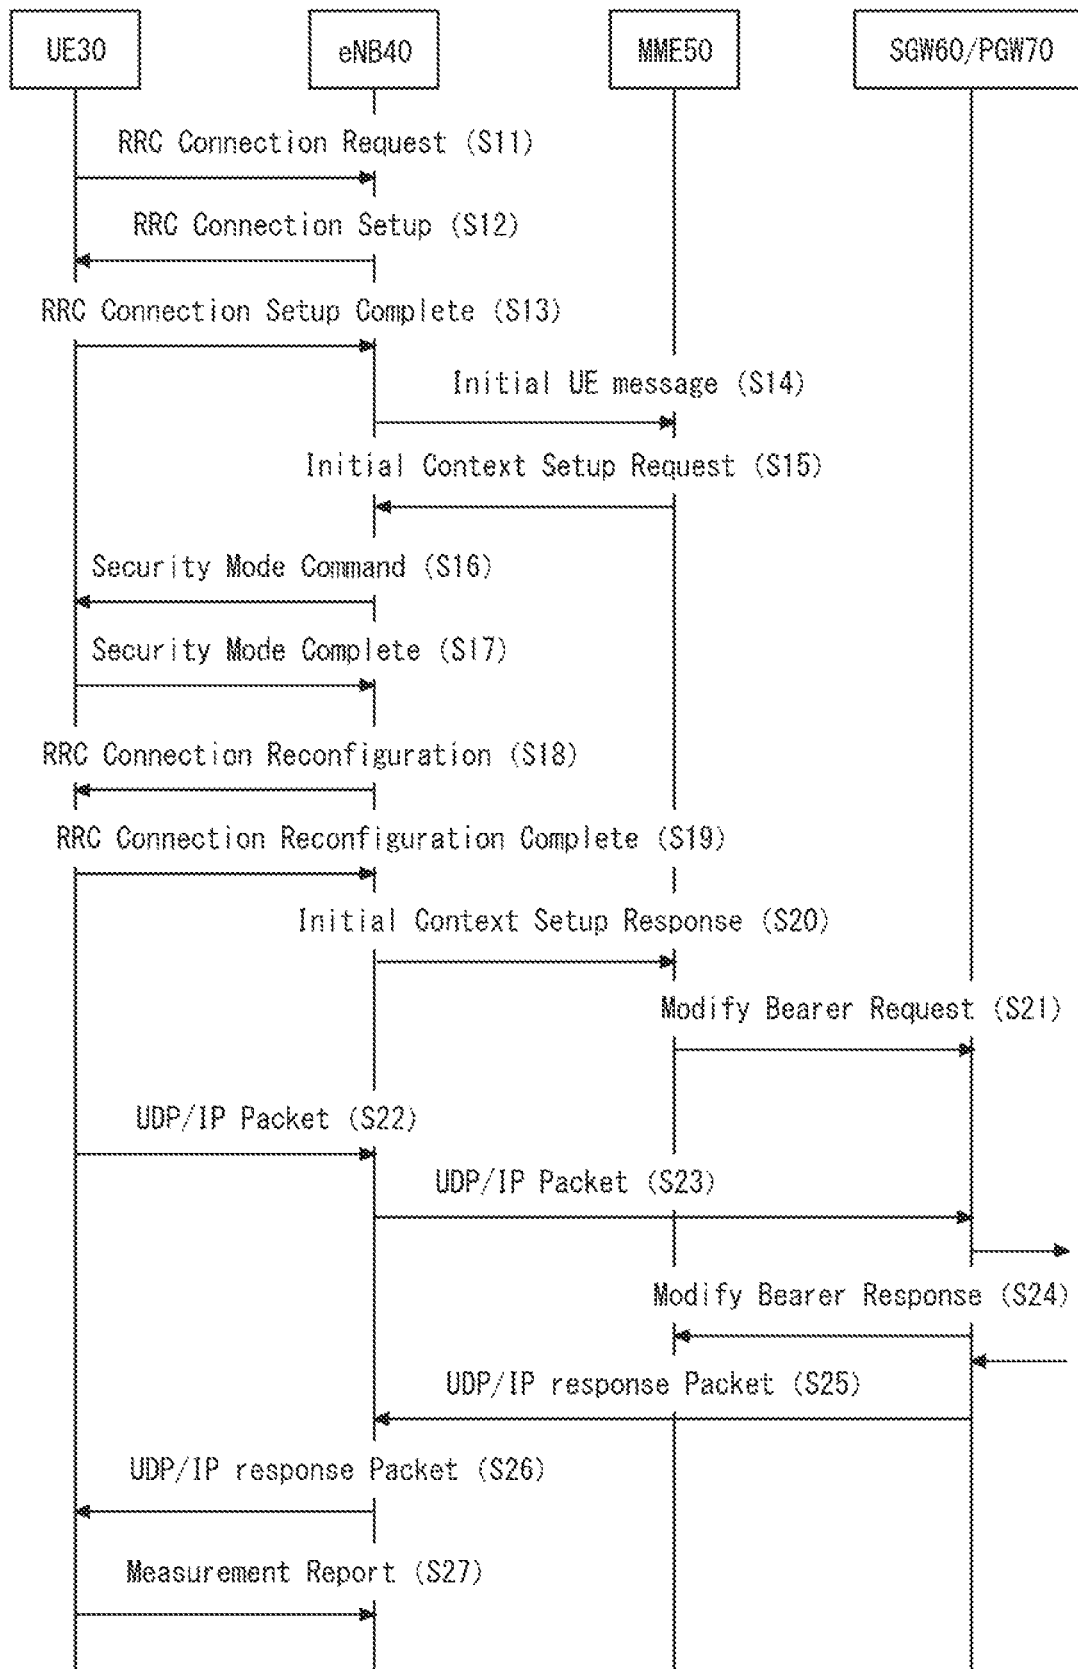 UE30 eNB40 MME50 SGW60/PGW70
RRC Connection Request (S11)
RRC Connection Setup (S12)
RRC Connection Setup Complete (S13)
Initial UE message (S14)
Initial Context Setup Request (S15)
Security Mode Command (S16)
Security Mode Complete (S17)
RRC Connection Reconfiguration (S18)
RRC Connection Reconfiguration Complete (S19)
Initial Context Setup Response (S20)
Modify Bearer Request (S21)
UDP/IP Packet (S22)
UDP/IP Packet (S23)
Modify Bearer Response (S24)
UDP/IP response Packet (S25)
UDP/IP response Packet (S26)
Measurement Report (S27)